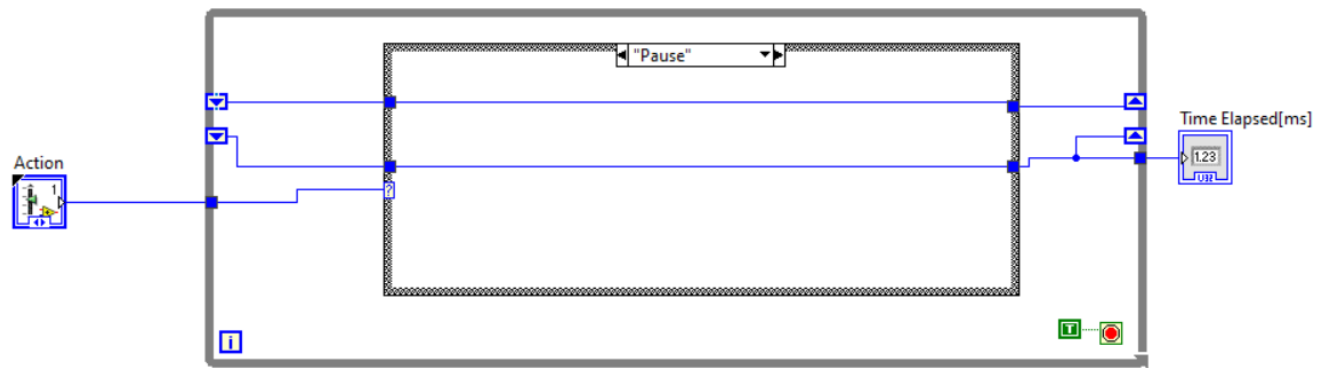 "Pause"
Time Elapsed[ms]
1.23
U32
Action
1
?
i
T